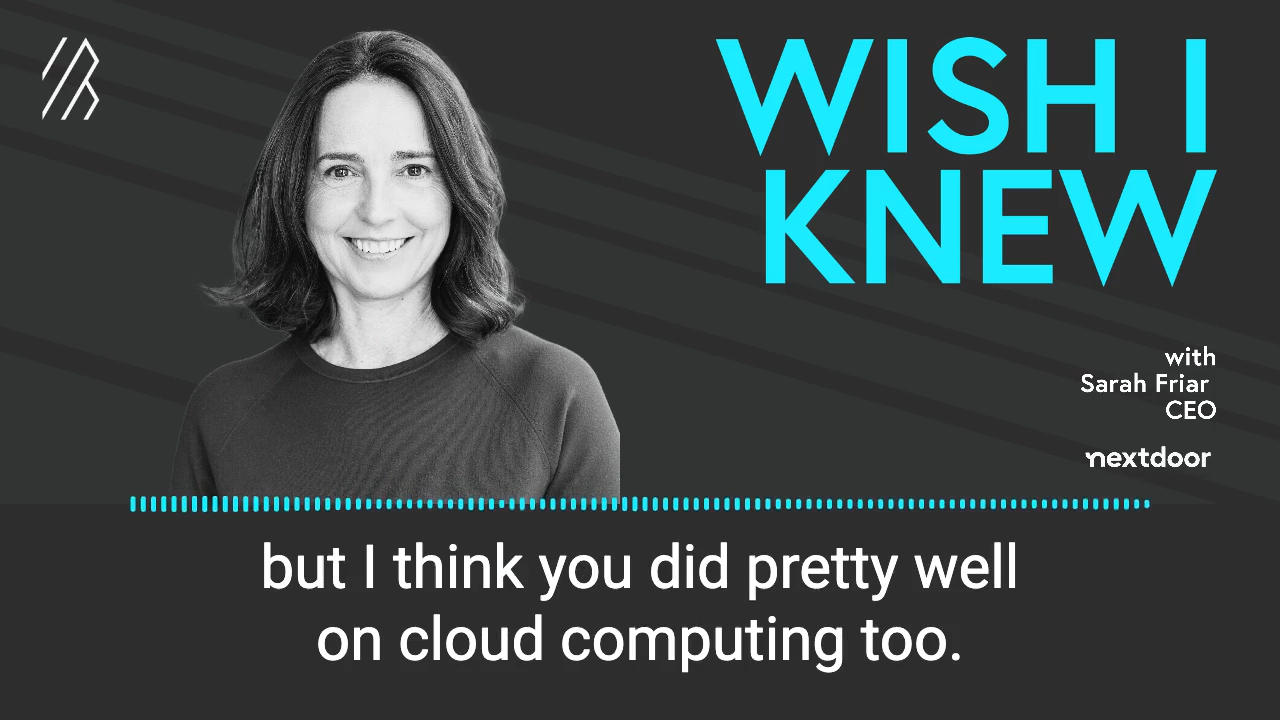 WISH I
KNEW
with
Sarah Friar
CEO
nextdoor
but I think you did pretty well
on cloud computing too.